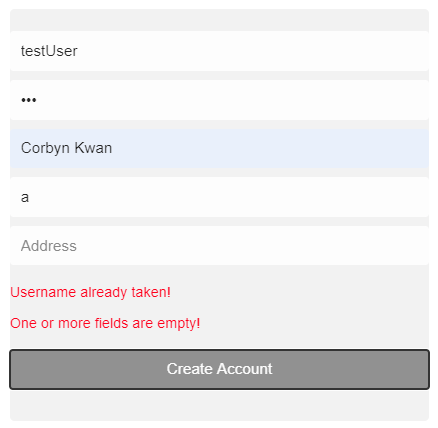 testUser
•••
Corbyn Kwan
a
Address
Username already taken!
One or more fields are empty!
Create Account